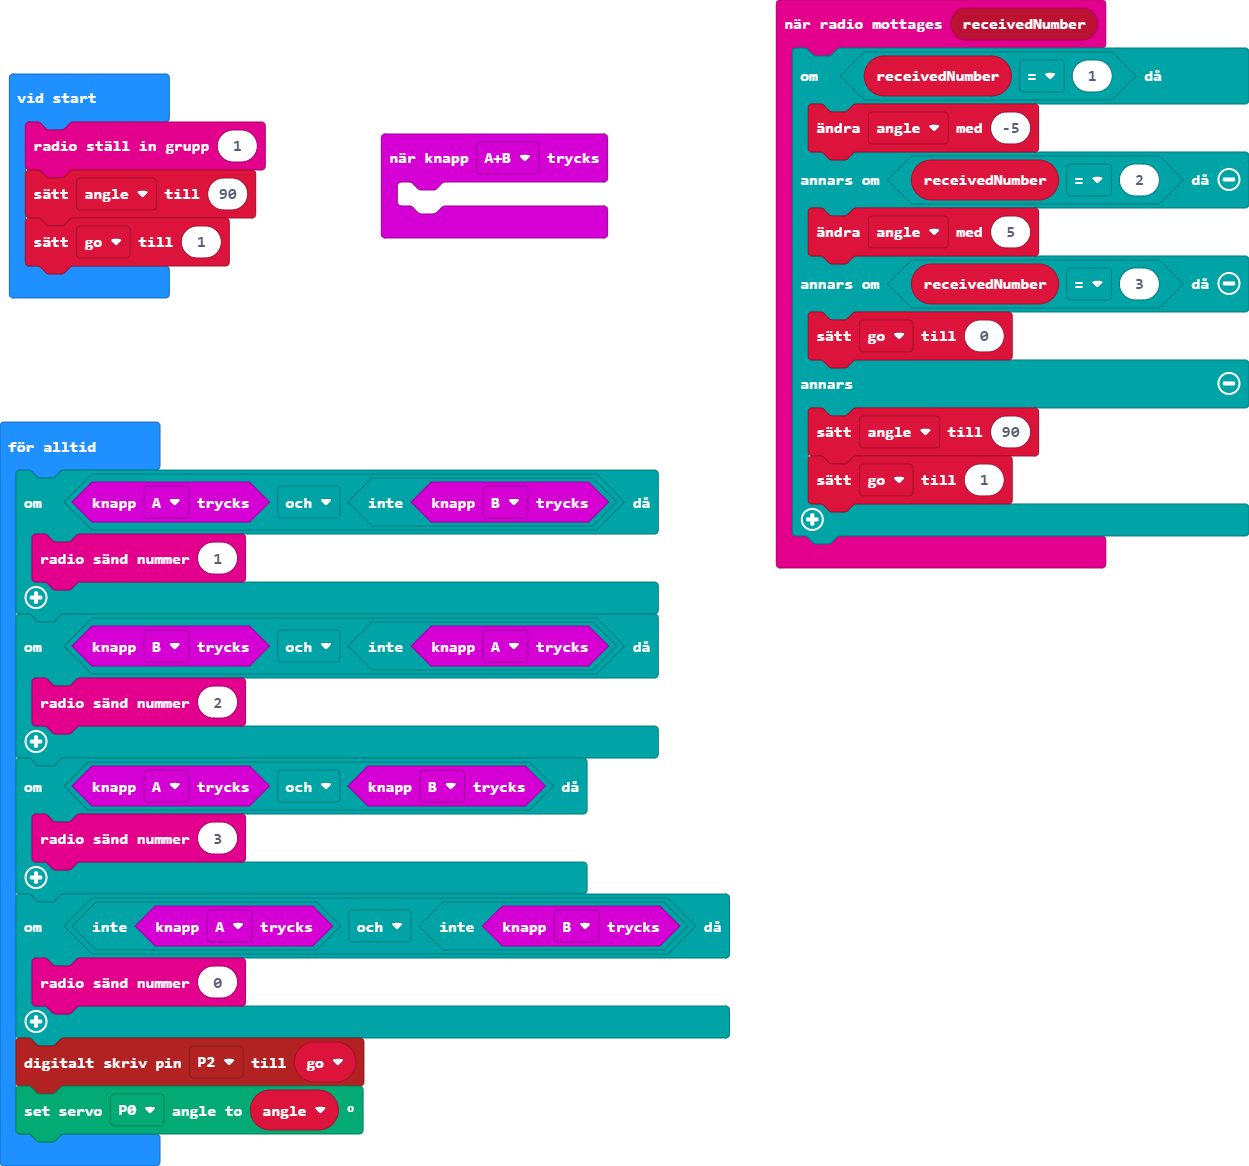 vid start
radio ställ in grupp 1
sätt angle till 90
sätt go till 1
när knapp A+B trycks
när radio mottages receivedNumber
om receivedNumber = 1 då
ändra angle med -5
annars om receivedNumber = 2 då
ändra angle med 5
annars om receivedNumber = 3 då
sätt go till 0
annars
sätt angle till 90
sätt go till 1
för alltid
om knapp A trycks och inte knapp B trycks då
radio sänd nummer 1
om knapp B trycks och inte knapp A trycks då
radio sänd nummer 2
om knapp A trycks och knapp B trycks då
radio sänd nummer 3
om inte knapp A trycks och inte knapp B trycks då
radio sänd nummer 0
digitalt skriv pin P2 till go
set servo P0 angle to angle °